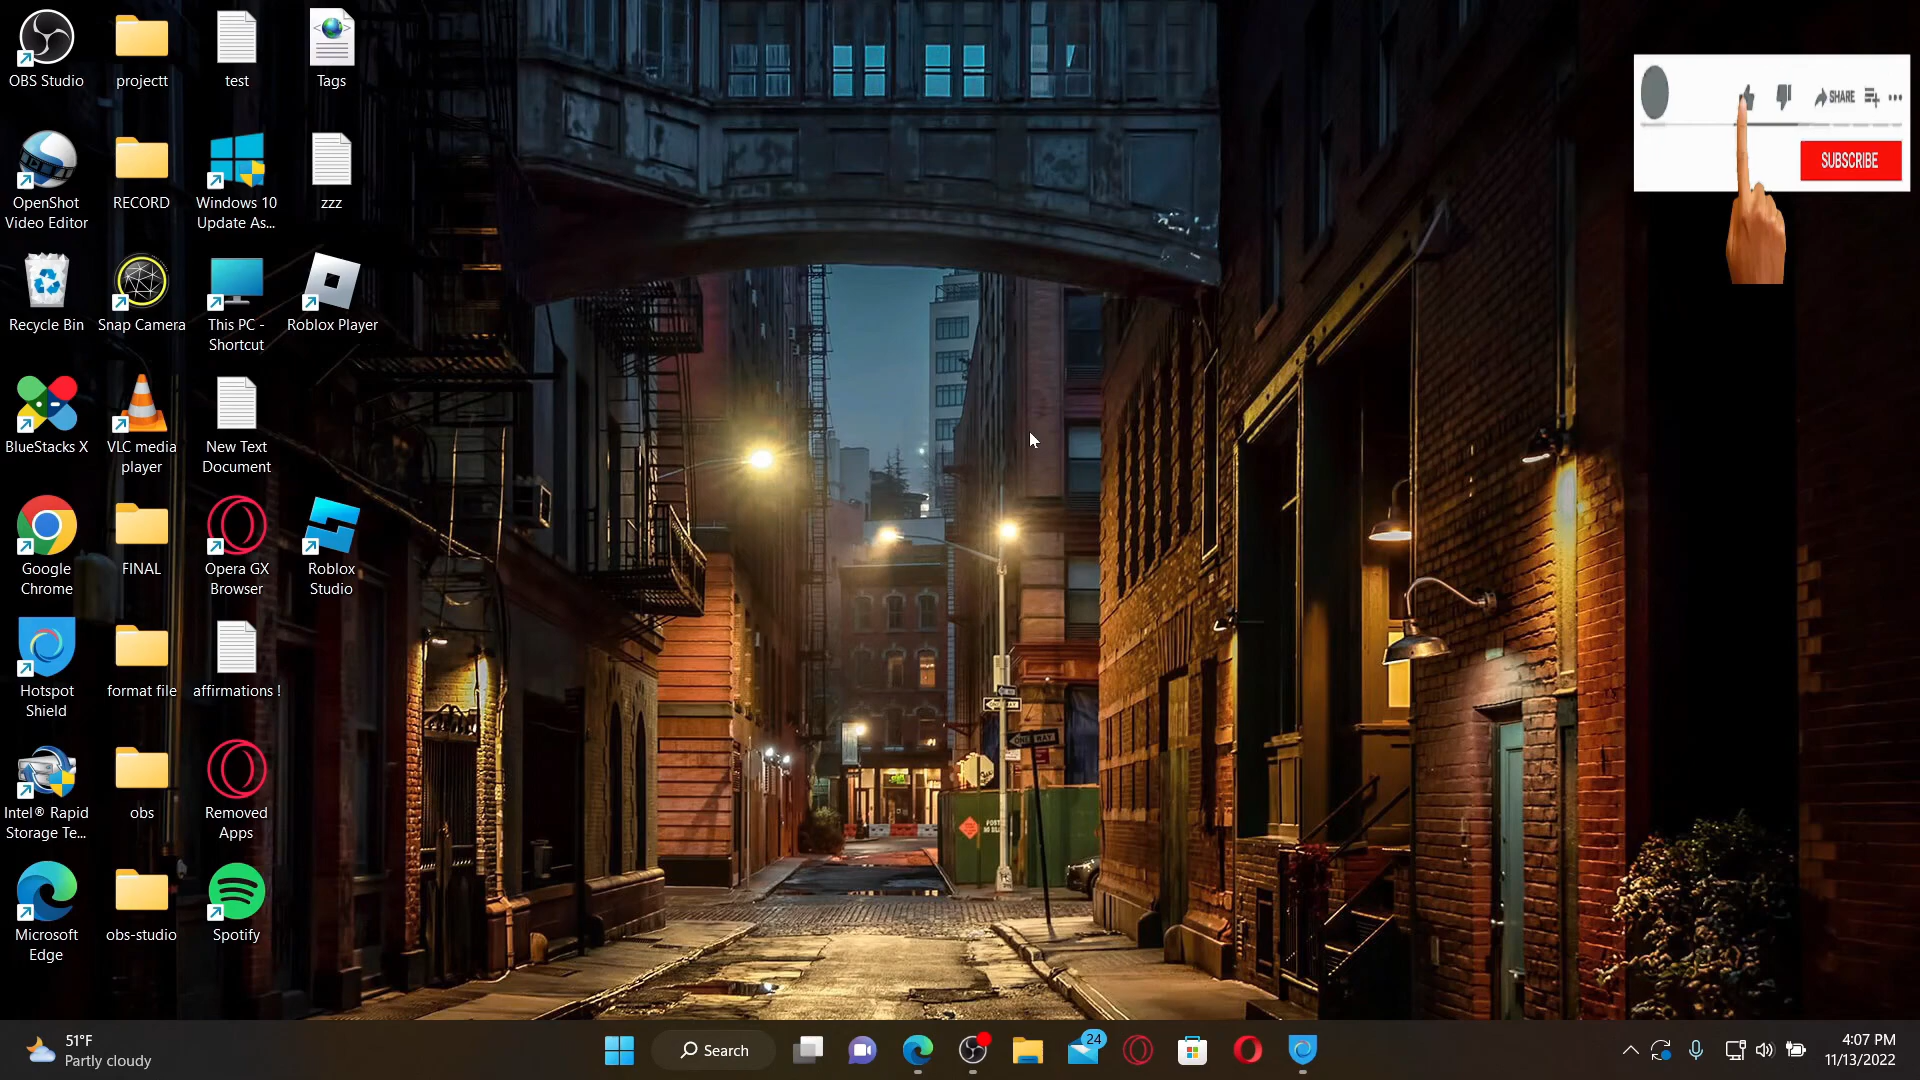 OBS Studio
projectt
test
Tags
SHARE
SUBSCRIBE
OpenShot
Video Editor
RECORD
Windows 10
Update As...
zzz
Recycle Bin
Snap Camera
This PC -
Shortcut
Roblox Player
BlueStacks X
VLC media
player
New Text
Document
Google
Chrome
FINAL
Opera GX
Browser
Roblox
Studio
Hotspot
Shield
format file
affirmations !
ONE WAY
Intel® Rapid
Storage Te...
obs
Removed
Apps
Microsoft
Edge
obs-studio
Spotify
51°F
Partly cloudy
Search
24
4:07 PM
11/13/2022